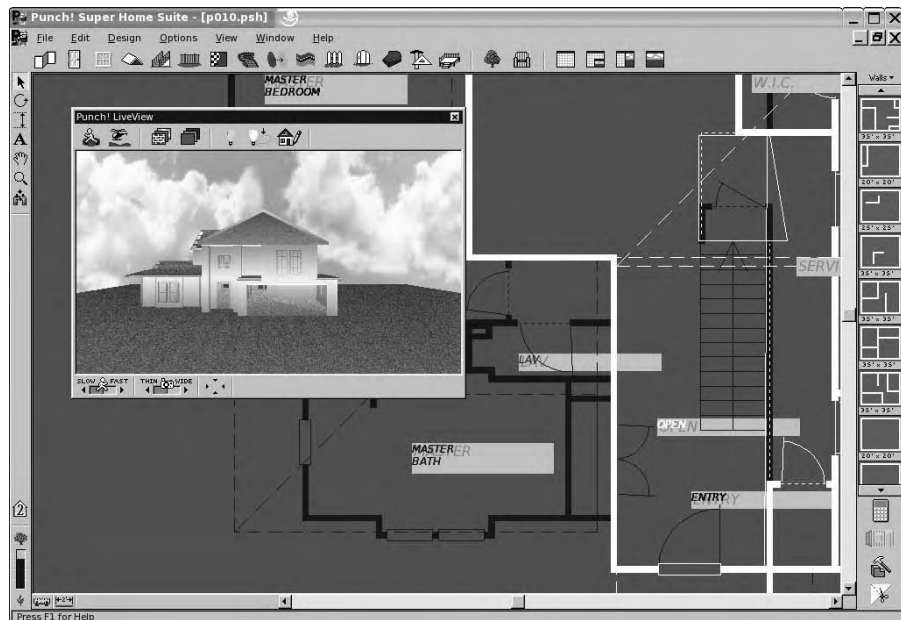 Punch! Super Home Suite - [p010.psh]
File Edit Design Options View Window Help
Walls
MASTER
BEDROOM
W.I.C.
Punch! LiveView
35' x 35'
20' x 20'
25' x 25'
35' x 35'
35' x 35'
35' x 35'
35' x 35'
20' x 20'
SERVI
LAV
OPEN
MASTER
BATH
ENTRY
SLOW FAST
THIN WIDE
Press F1 for Help